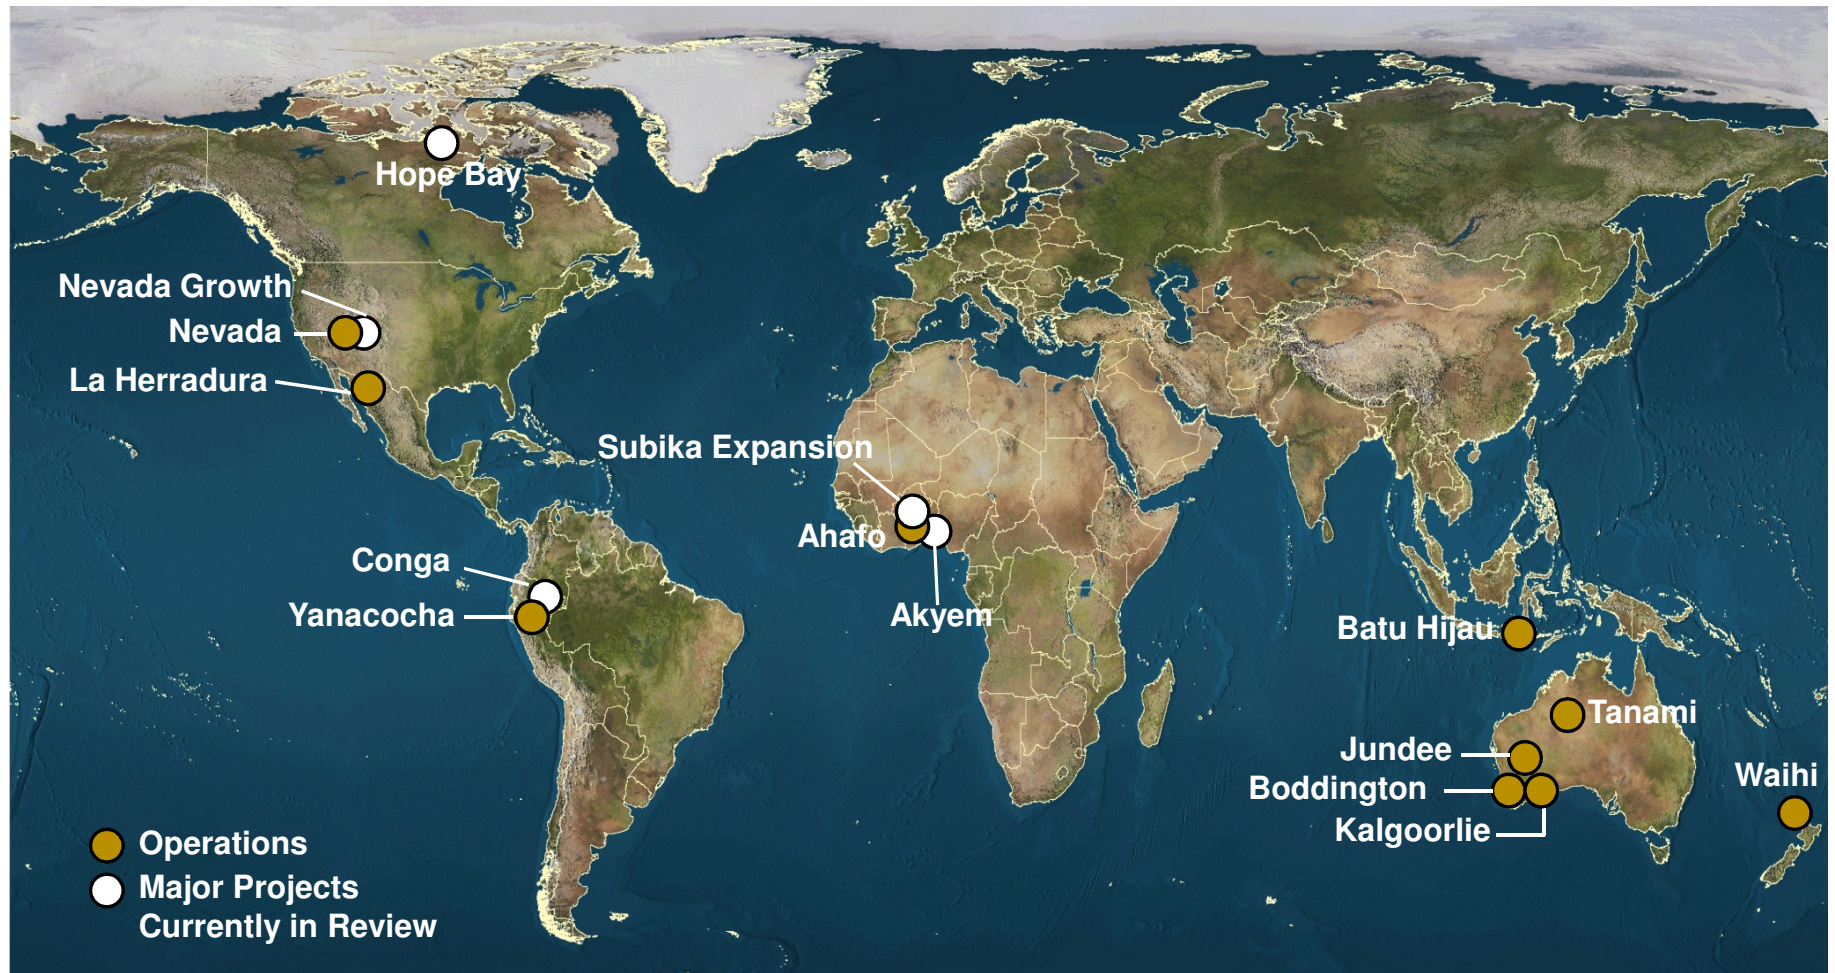 Hope Bay
Nevada Growth
Nevada
La Herradura
Subika Expansion
Ahafo
Akyem
Conga
Yanacocha
Batu Hijau
Tanami
Jundee
Boddington
Kalgoorlie
Waihi
Operations
Major Projects
Currently in Review